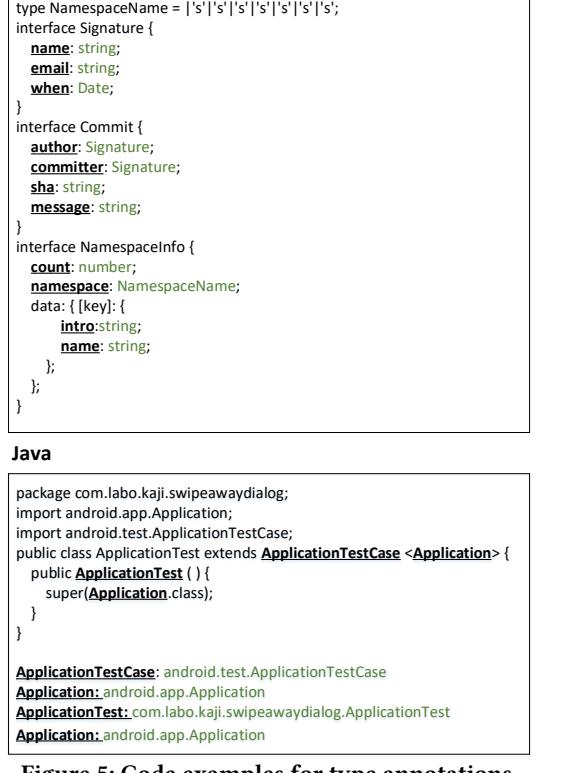 type NamespaceName = |'s'|'s'|'s'|'s'|'s'|'s'|'s'|'s';
interface Signature {
name: string;
email: string;
when: Date;
}
interface Commit {
author: Signature;
committer: Signature;
sha: string;
message: string;
}
interface NamespaceInfo {
count: number;
namespace: NamespaceName;
data: { [key]: {
intro:string;
name: string;
};
};
}
Java
package com.labo.kaji.swipeawaydialog;
import android.app.Application;
import android.test.ApplicationTestCase;
public class ApplicationTest extends ApplicationTestCase <Application> {
public ApplicationTest ( ) {
super(Application.class);
}
}
ApplicationTestCase: android.test.ApplicationTestCase
Application: android.app.Application
ApplicationTest: com.labo.kaji.swipeawaydialog.ApplicationTest
Application: android.app.Application
Figure 5: Code examples for type annotations